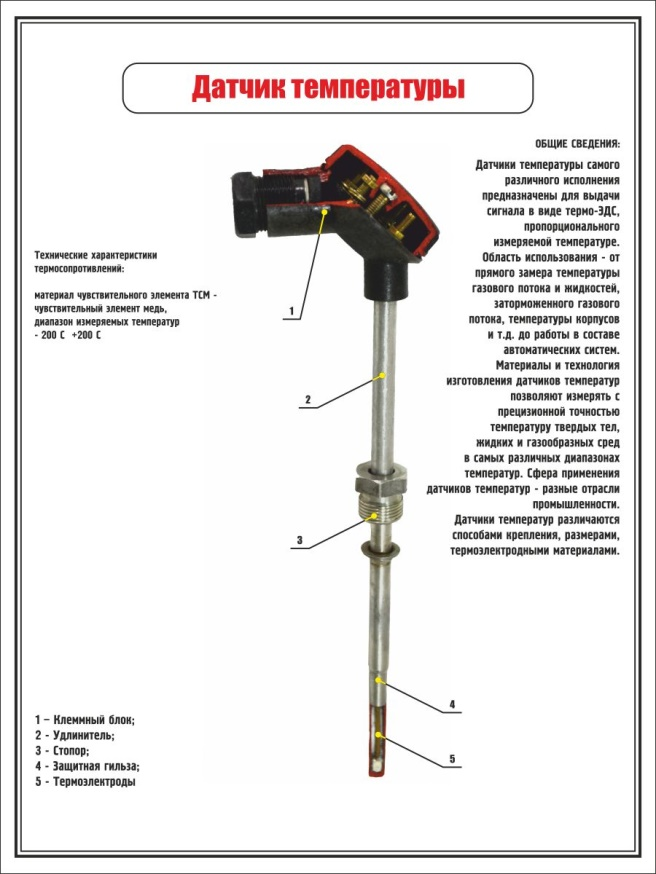 Датчик температуры
ОБЩИЕ СВЕДЕНИЯ:
Датчики температуры самого
различного исполнения
предназначены для выдачи
сигнала в виде термо-ЭДС,
пропорционального
измеряемой температуре.
Область использования - от
прямого замера температуры
газового потока и жидкостей,
заторможенного газового
потока, температуры корпусов
и т.д. до работы в составе
автоматических систем.
Материалы и технология
изготовления датчиков температур
позволяют измерять с
прецизионной точностью
температуру твердых тел,
жидких и газообразных сред
в самых различных диапазонах
температур. Сфера применения
датчиков температур - разные отрасли
промышленности.
Датчики температур различаются
способами крепления, размерами,
термоэлектродными материалами.
Технические характеристики
термосопротивлений:
материал чувствительного элемента ТСМ -
чувствительный элемент медь,
диапазон измеряемых температур
- 200 С +200 С
1
2
3
4
5
1 – Клеммный блок;
2 - Удлинитель;
3 - Стопор;
4 - Защитная гильза;
5 - Термоэлектроды